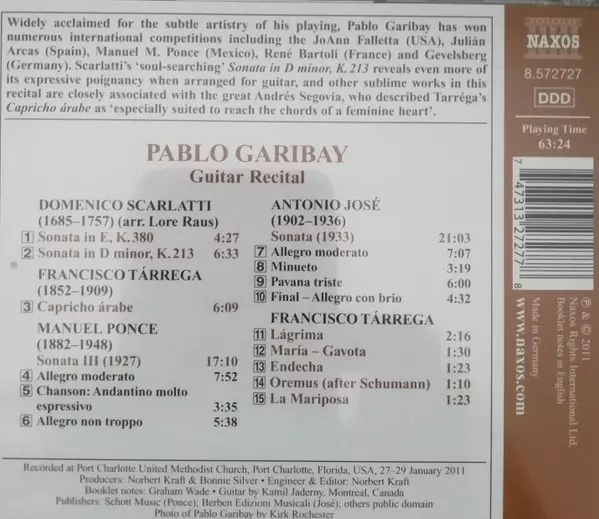 Widely acclaimed for the subtle artistry of his playing, Pablo Garibay has won
numerous international competitions including the JoAnn Falletta (USA), Julián
Arcas (Spain), Manuel M. Ponce (Mexico), René Bartoli (France) and Gevelsberg
(Germany). Scarlatti's 'soul-searching' Sonata in D minor, K. 213 reveals even more of
its expressive poignancy when arranged for guitar, and other sublime works in this
recital are closely associated with the great Andrés Segovia, who described Tarréga's
Capricho árabe as 'especially suited to reach the chords of a feminine heart'.
NAXOS
8.572727
DDD
Playing Time
63:24
PABLO GARIBAY
Guitar Recital
DOMENICO SCARLATTI
(1685-1757) (arr. Lore Raus)
1 Sonata in E, K.380 4:27
2 Sonata in D minor, K.213 6:33
FRANCISCO TÁRREGA
(1852-1909)
3 Capricho árabe 6:09
MANUEL PONCE
(1882-1948)
Sonata III (1927) 17:10
4 Allegro moderato 7:52
5 Chanson: Andantino molto
espressivo 3:35
6 Allegro non troppo 5:38
ANTONIO JOSÉ
(1902-1936)
Sonata (1933) 21:03
7 Allegro moderato 7:07
8 Minueto 3:19
9 Pavana triste 6:00
10 Final – Allegro con brio 4:32
FRANCISCO TÁRREGA
11 Lágrima 2:16
12 María – Gavota 1:30
13 Endecha 1:23
14 Oremus (after Schumann) 1:10
15 La Mariposa 1:23
7 47313 27277 8
℗ & © 2011
Naxos Rights International Ltd.
Booklet notes in English
Made in Germany
www.naxos.com
Recorded at Port Charlotte United Methodist Church, Port Charlotte, Florida, USA, 27–29 January 2011
Producers: Norbert Kraft & Bonnie Silver • Engineer & Editor: Norbert Kraft
Booklet notes: Graham Wade • Guitar by Kamil Jaderny, Montreal, Canada
Publishers: Schott Music (Ponce); Berben Edizioni Musicali (José); others public domain
Photo of Pablo Garibay by Kirk Rochester